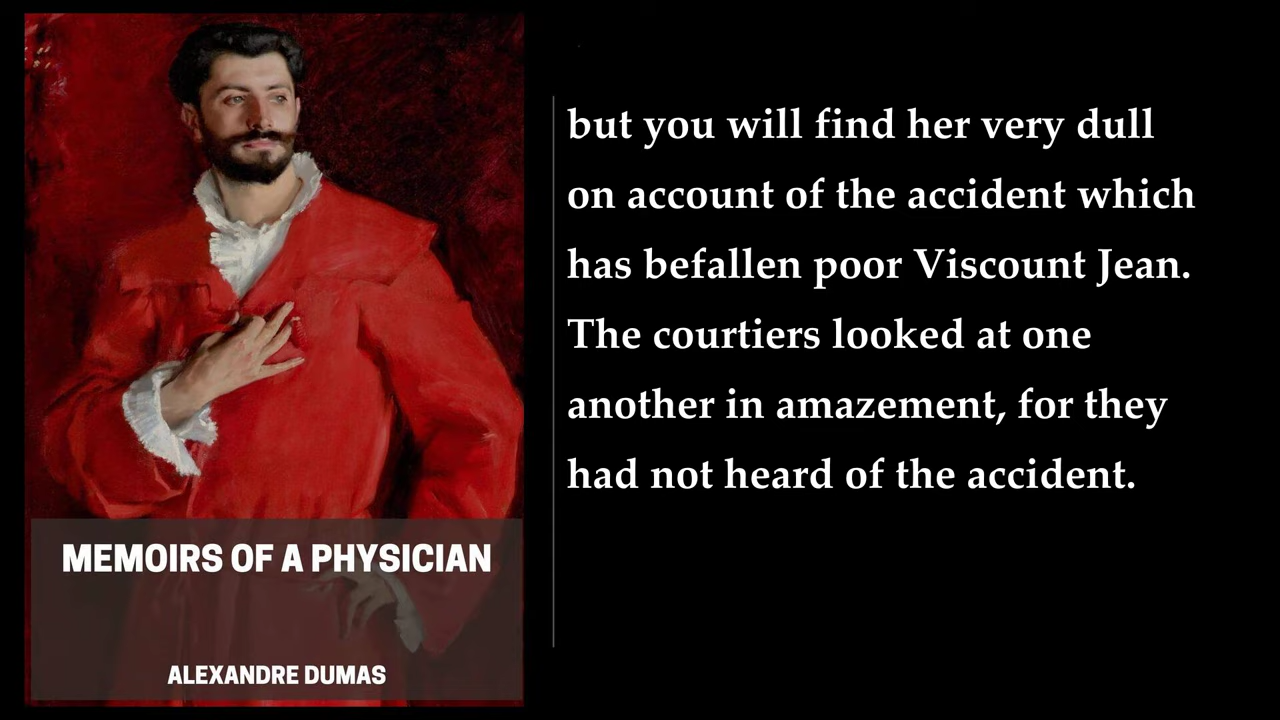 but you will find her very dull
on account of the accident which
has befallen poor Viscount Jean.
The courtiers looked at one
another in amazement, for they
had not heard of the accident.
MEMOIRS OF A PHYSICIAN
ALEXANDRE DUMAS